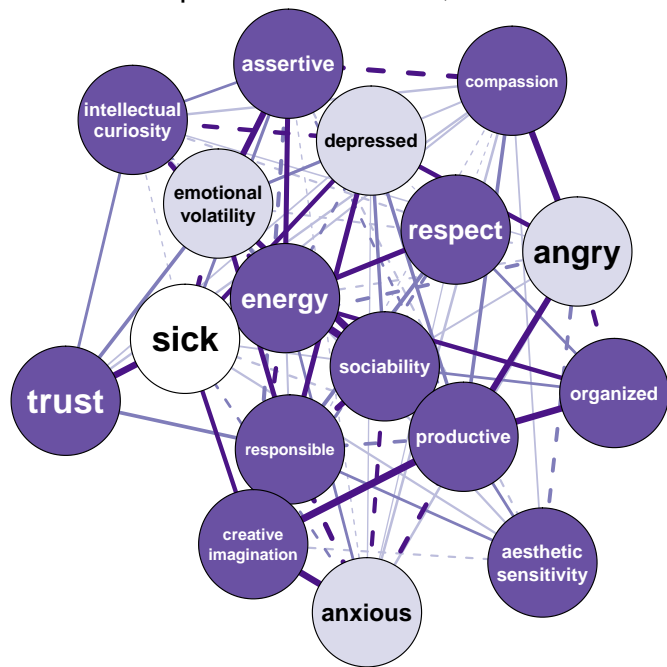 assertive
compassion
intellectual
curiosity
depressed
emotional
volatility
respect
angry
energy
sick
sociability
trust
organized
responsible
productive
creative
imagination
aesthetic
sensitivity
anxious